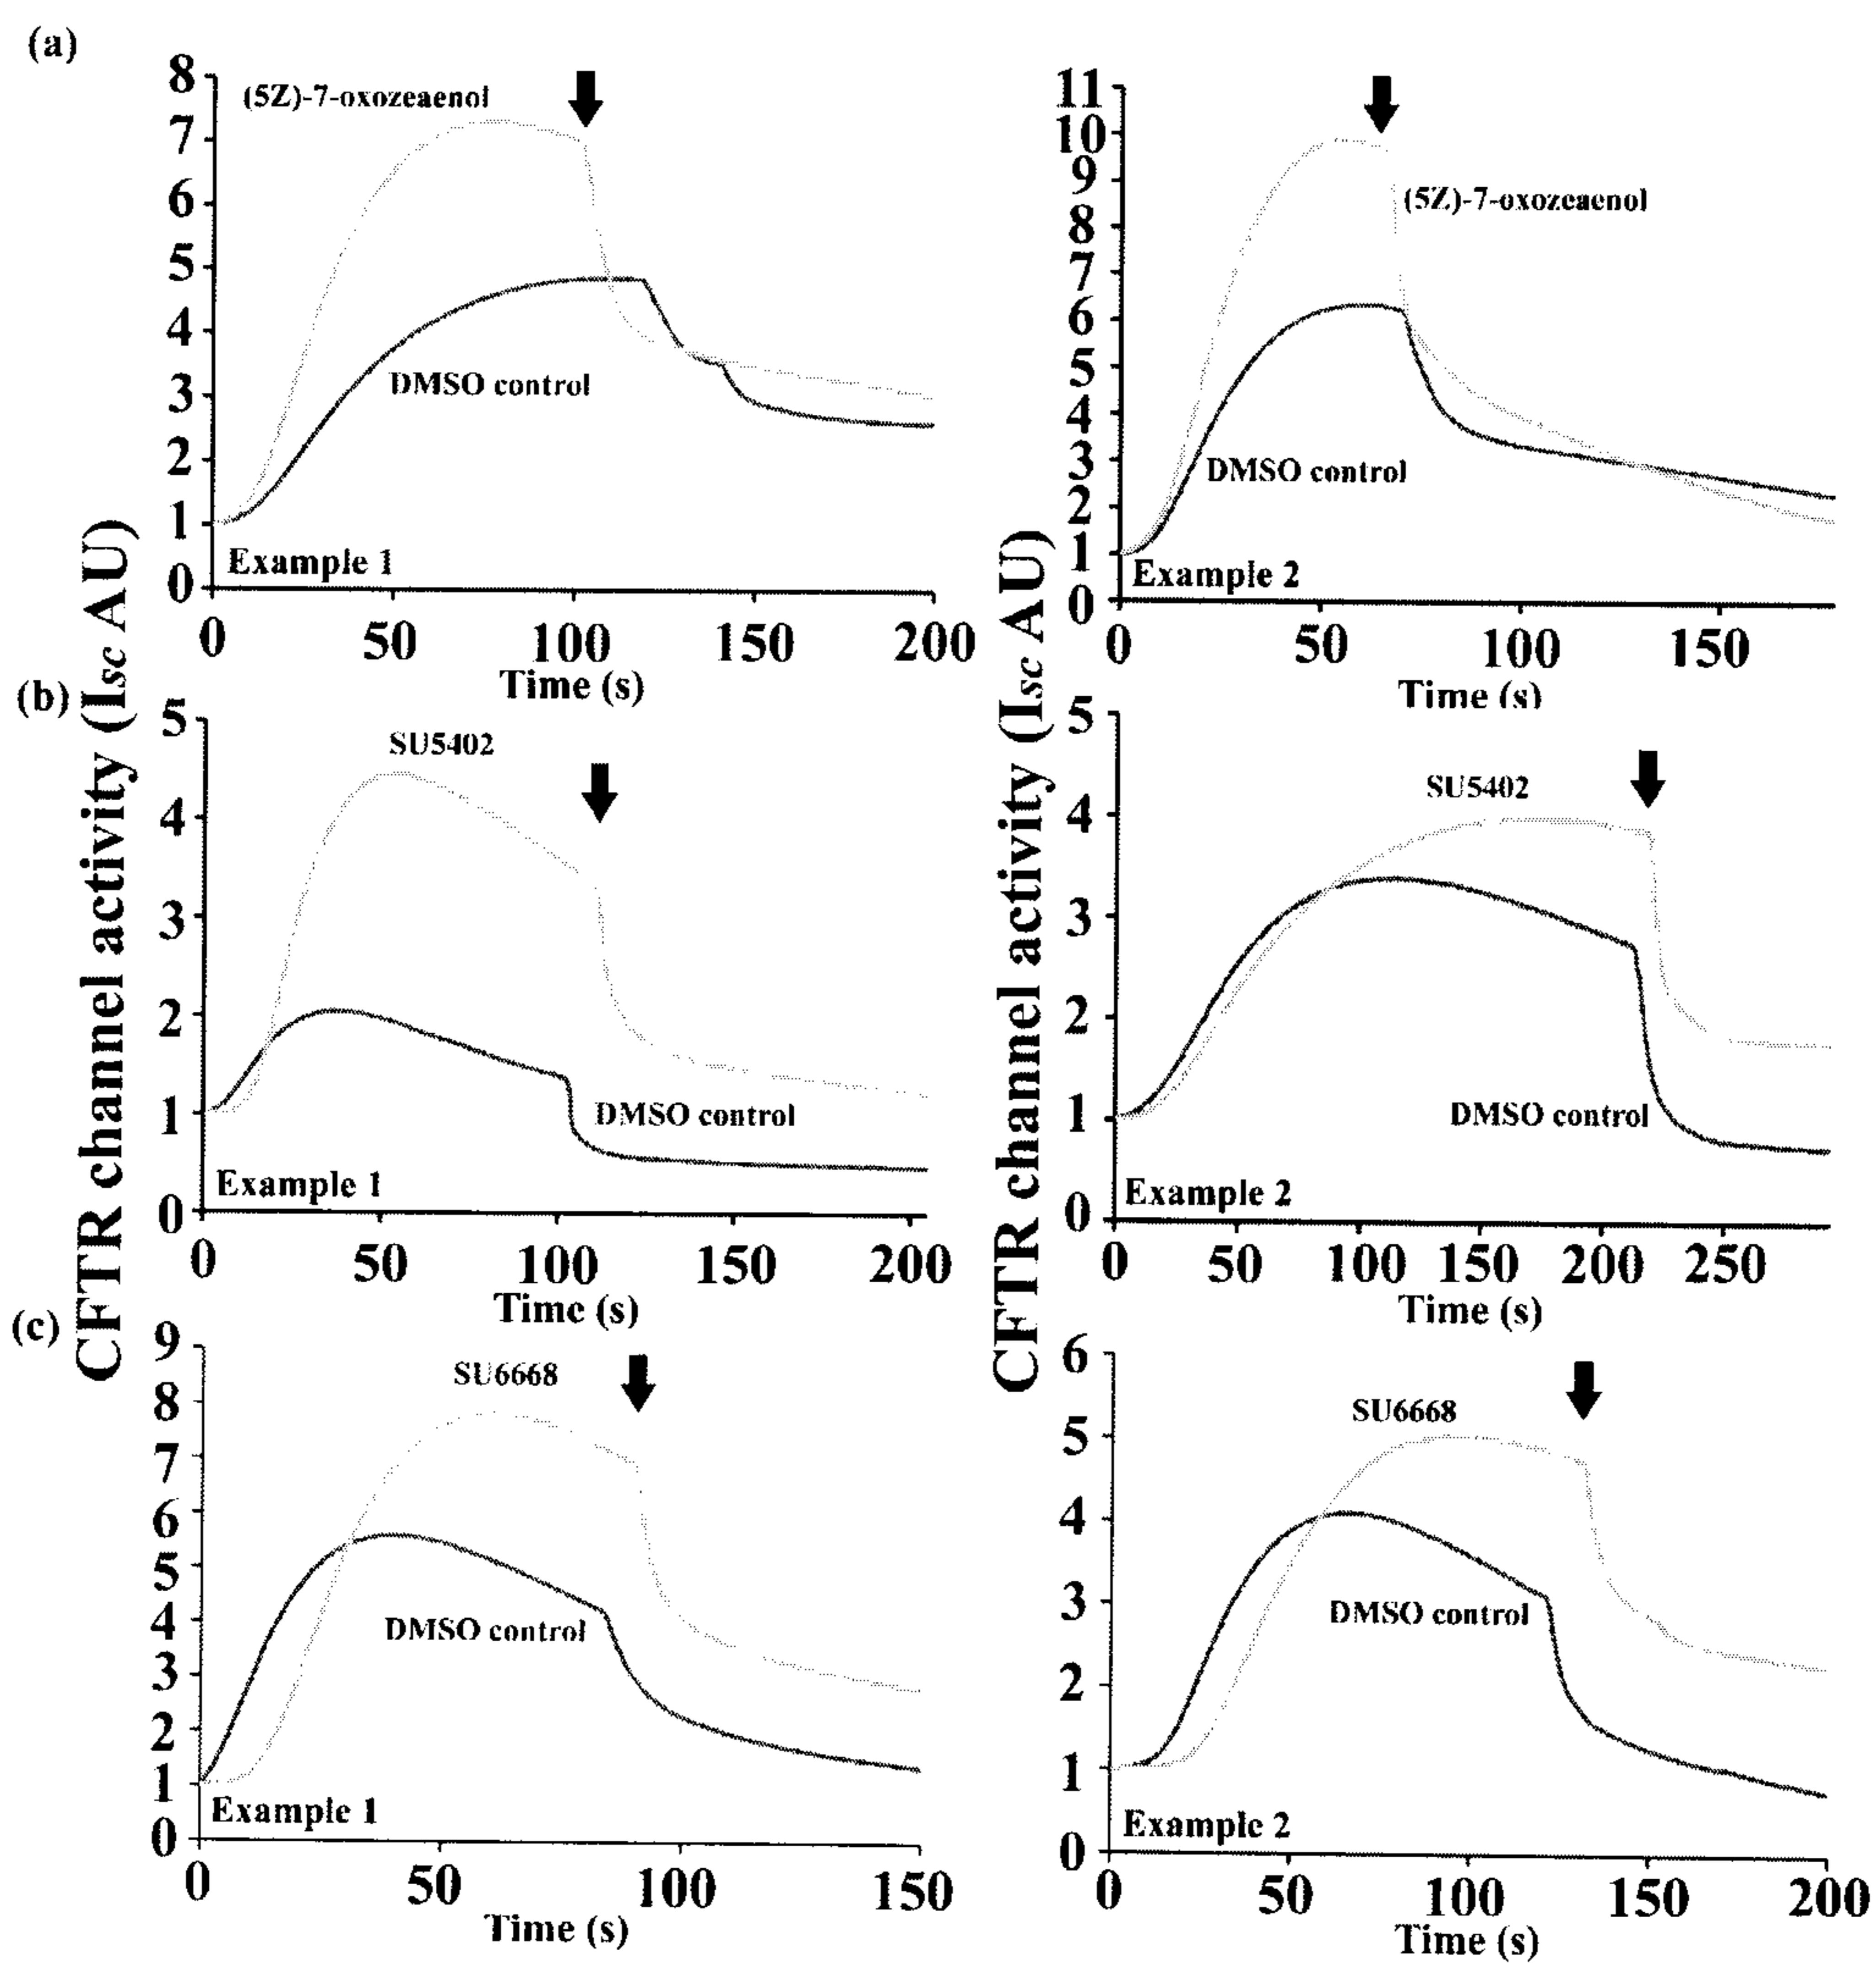 (a)
CFTR channel activity (Isc AU)
8
7
6
5
4
3
2
1
0
(5Z)-7-oxozeaenol
DMSO control
Example 1
0 50 100 150 200
Time (s)
CFTR channel activity (Isc AU)
11
10
9
8
7
6
5
4
3
2
1
0
(5Z)-7-oxozeaenol
DMSO control
Example 2
0 50 100 150
Time (s)
(b)
5
4
3
2
1
0
SU5402
DMSO control
Example 1
0 50 100 150 200
Time (s)
5
4
3
2
1
0
SU5402
DMSO control
Example 2
0 50 100 150 200 250
Time (s)
(c)
9
8
7
6
5
4
3
2
1
0
SU6668
DMSO control
Example 1
0 50 100 150
Time (s)
6
5
4
3
2
1
0
SU6668
DMSO control
Example 2
0 50 100 150 200
Time (s)